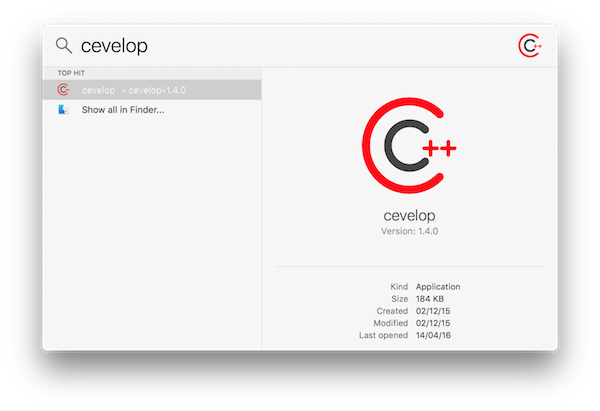 cevelop
C++
TOP HIT
C++
cevelop - cevelop-1.4.0
Show all in Finder...
C++
cevelop
Version: 1.4.0
Kind Application
Size 184 KB
Created 02/12/15
Modified 02/12/15
Last opened 14/04/16